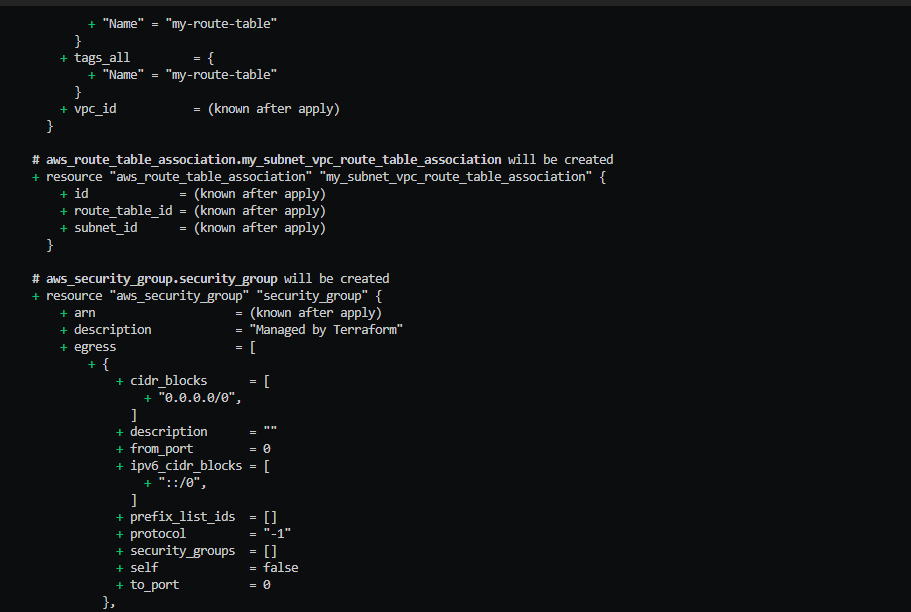 + "Name" = "my-route-table"
}
+ tags_all = {
+ "Name" = "my-route-table"
}
+ vpc_id = (known after apply)
}
# aws_route_table_association.my_subnet_vpc_route_table_association will be created
+ resource "aws_route_table_association" "my_subnet_vpc_route_table_association" {
+ id = (known after apply)
+ route_table_id = (known after apply)
+ subnet_id = (known after apply)
}
# aws_security_group.security_group will be created
+ resource "aws_security_group" "security_group" {
+ arn = (known after apply)
+ description = "Managed by Terraform"
+ egress = [
+ {
+ cidr_blocks = [
+ "0.0.0.0/0",
]
+ description = ""
+ from_port = 0
+ ipv6_cidr_blocks = [
+ "::/0",
]
+ prefix_list_ids = []
+ protocol = "-1"
+ security_groups = []
+ self = false
+ to_port = 0
},